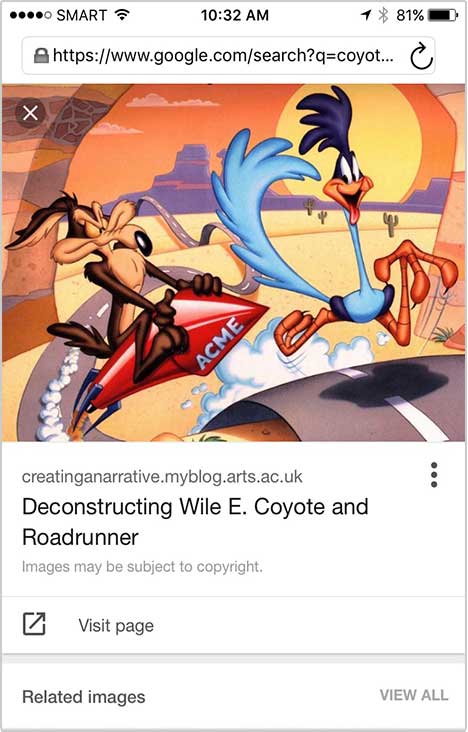 SMART 10:32 AM 81%
https://www.google.com/search?q=coyot...
ACME
creatinganarrative.myblog.arts.ac.uk
Deconstructing Wile E. Coyote and
Roadrunner
Images may be subject to copyright.
Visit page
Related images VIEW ALL